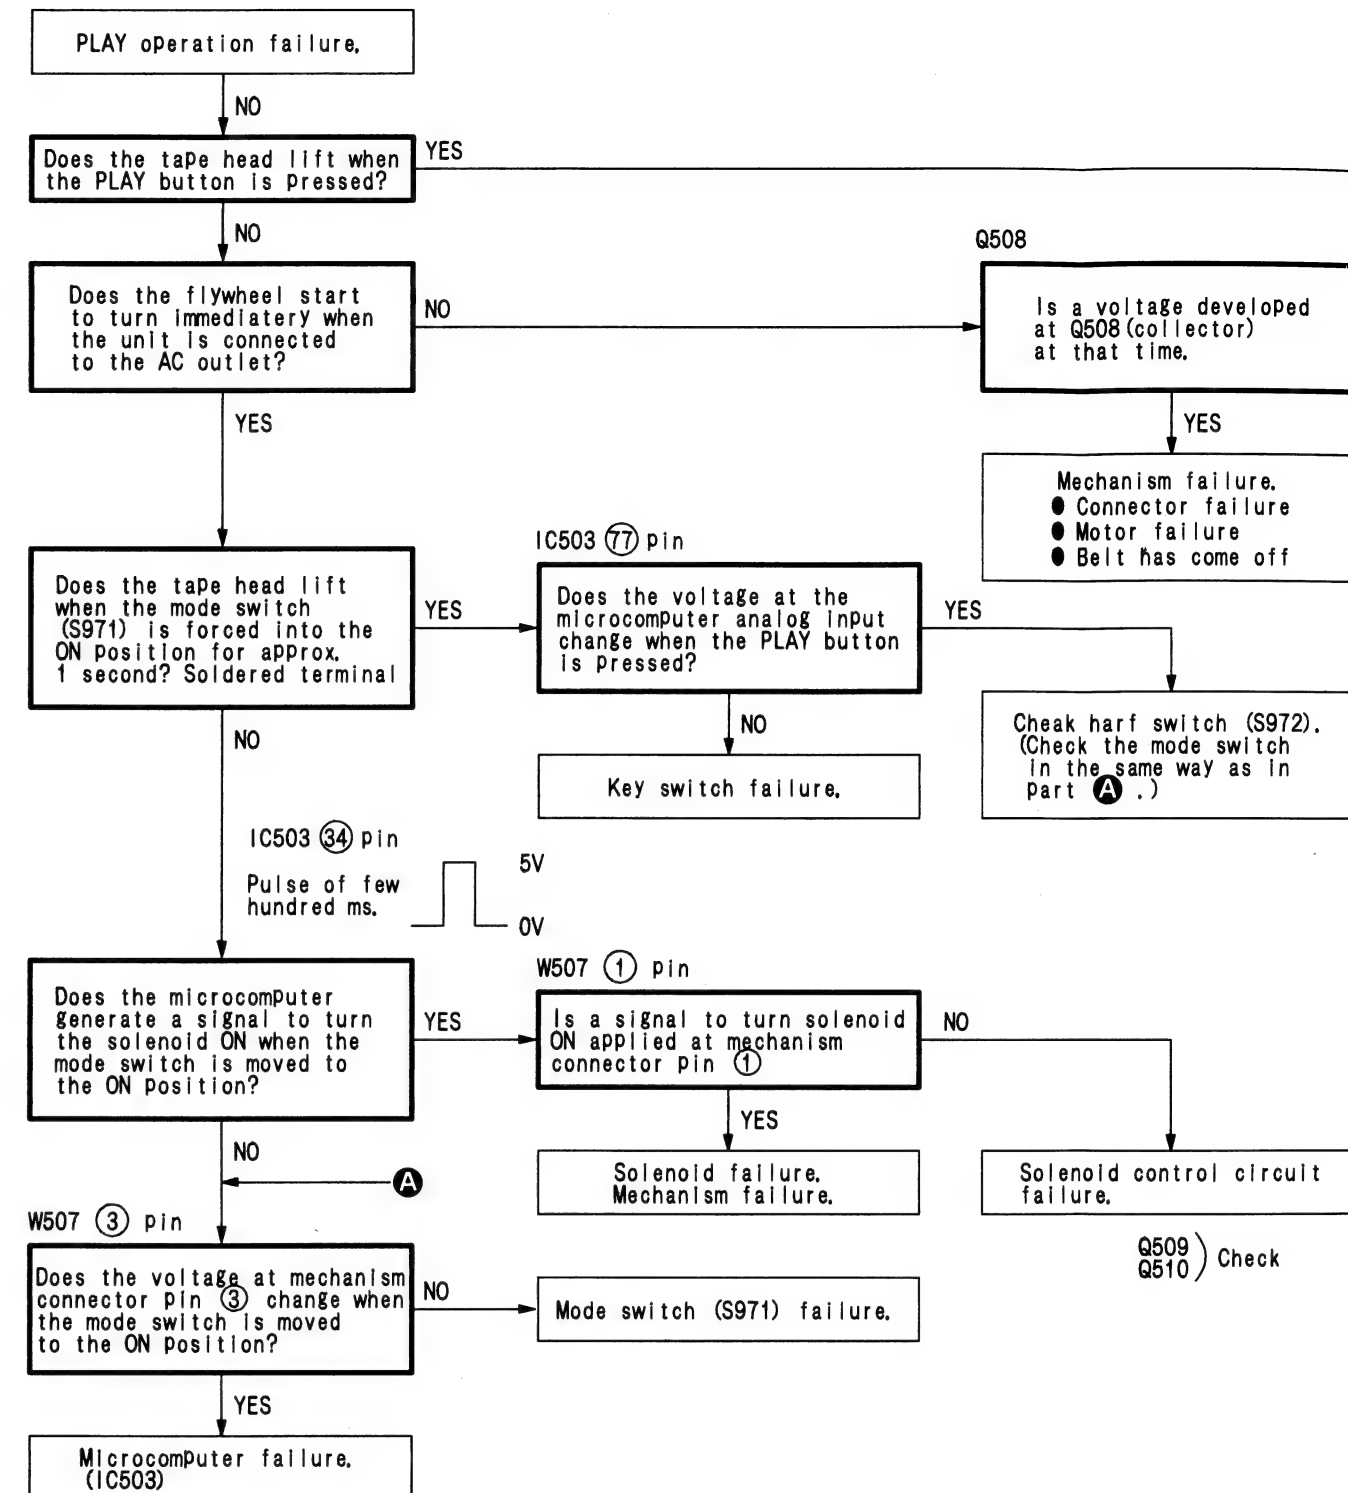 PLAY operation failure.
NO
Does the tape head lift when
the PLAY button is pressed?
YES
NO
Does the flywheel start
to turn immediatery when
the unit is connected
to the AC outlet?
NO
Q508
Is a voltage developed
at Q508(collector)
at that time.
YES
YES
Mechanism failure.
● Connector failure
● Motor failure
● Belt has come off
Does the tape head lift
when the mode switch
(S971) is forced into the
ON position for approx.
1 second? Soldered terminal
YES
IC503 77 pin
Does the voltage at the
microcomputer analog input
change when the PLAY button
is pressed?
YES
NO
NO
Key switch failure.
Cheak harf switch (S972).
(Check the mode switch
in the same way as in
part A .)
IC503 34 pin
Pulse of few
hundred ms.
5V
0V
Does the microcomputer
generate a signal to turn
the solenoid ON when the
mode switch is moved to
the ON position?
YES
W507 1 pin
Is a signal to turn solenoid
ON applied at mechanism
connector pin 1
NO
YES
NO
A
Solenoid failure.
Mechanism failure.
Solenoid control circuit
failure.
Q509
Q510 ) Check
W507 3 pin
Does the voltage at mechanism
connector pin 3 change when
the mode switch is moved
to the ON position?
NO
Mode switch (S971) failure.
YES
Microcomputer failure.
(IC503)